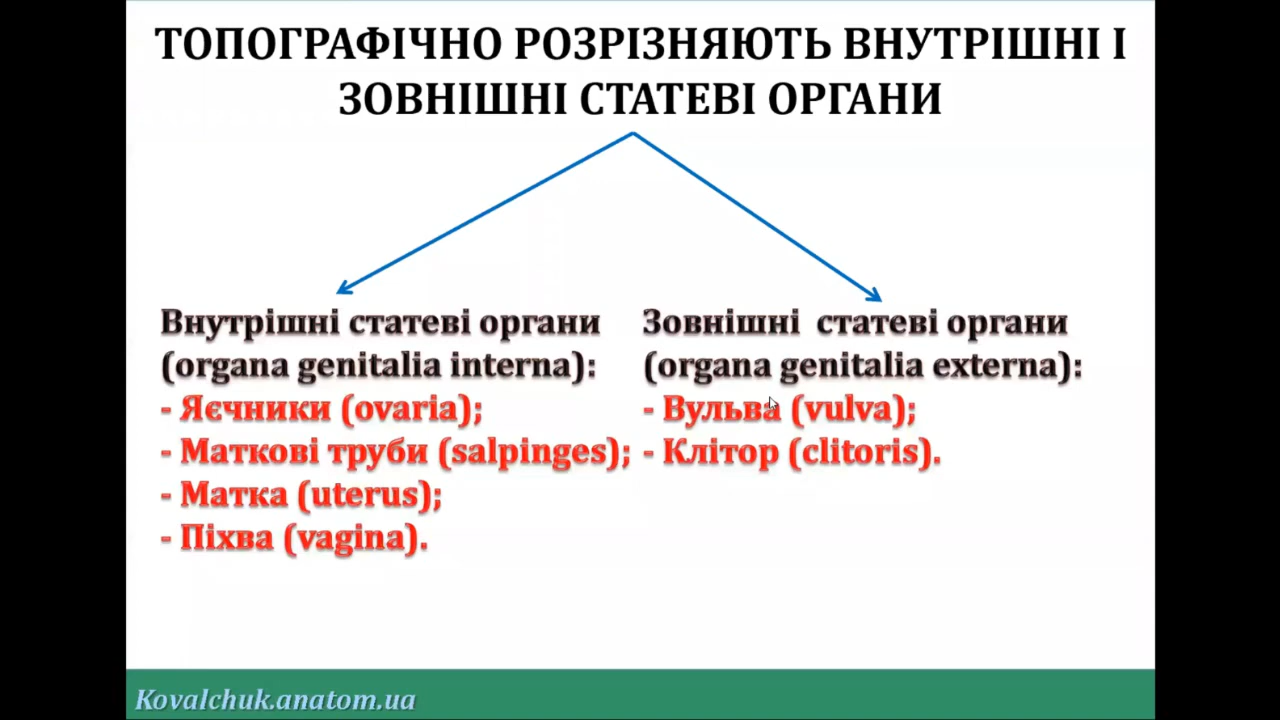 ТОПОГРАФІЧНО РОЗРІЗНЯЮТЬ ВНУТРІШНІ І
ЗОВНІШНІ СТАТЕВІ ОРГАНИ
Внутрішні статеві органи
(organa genitalia interna):
- Яєчники (ovaria);
- Маткові труби (salpinges);
- Матка (uterus);
- Піхва (vagina).
Зовнішні статеві органи
(organa genitalia externa):
- Вульва (vulva);
- Клітор (clitoris).
Kovalchuk.anatom.ua